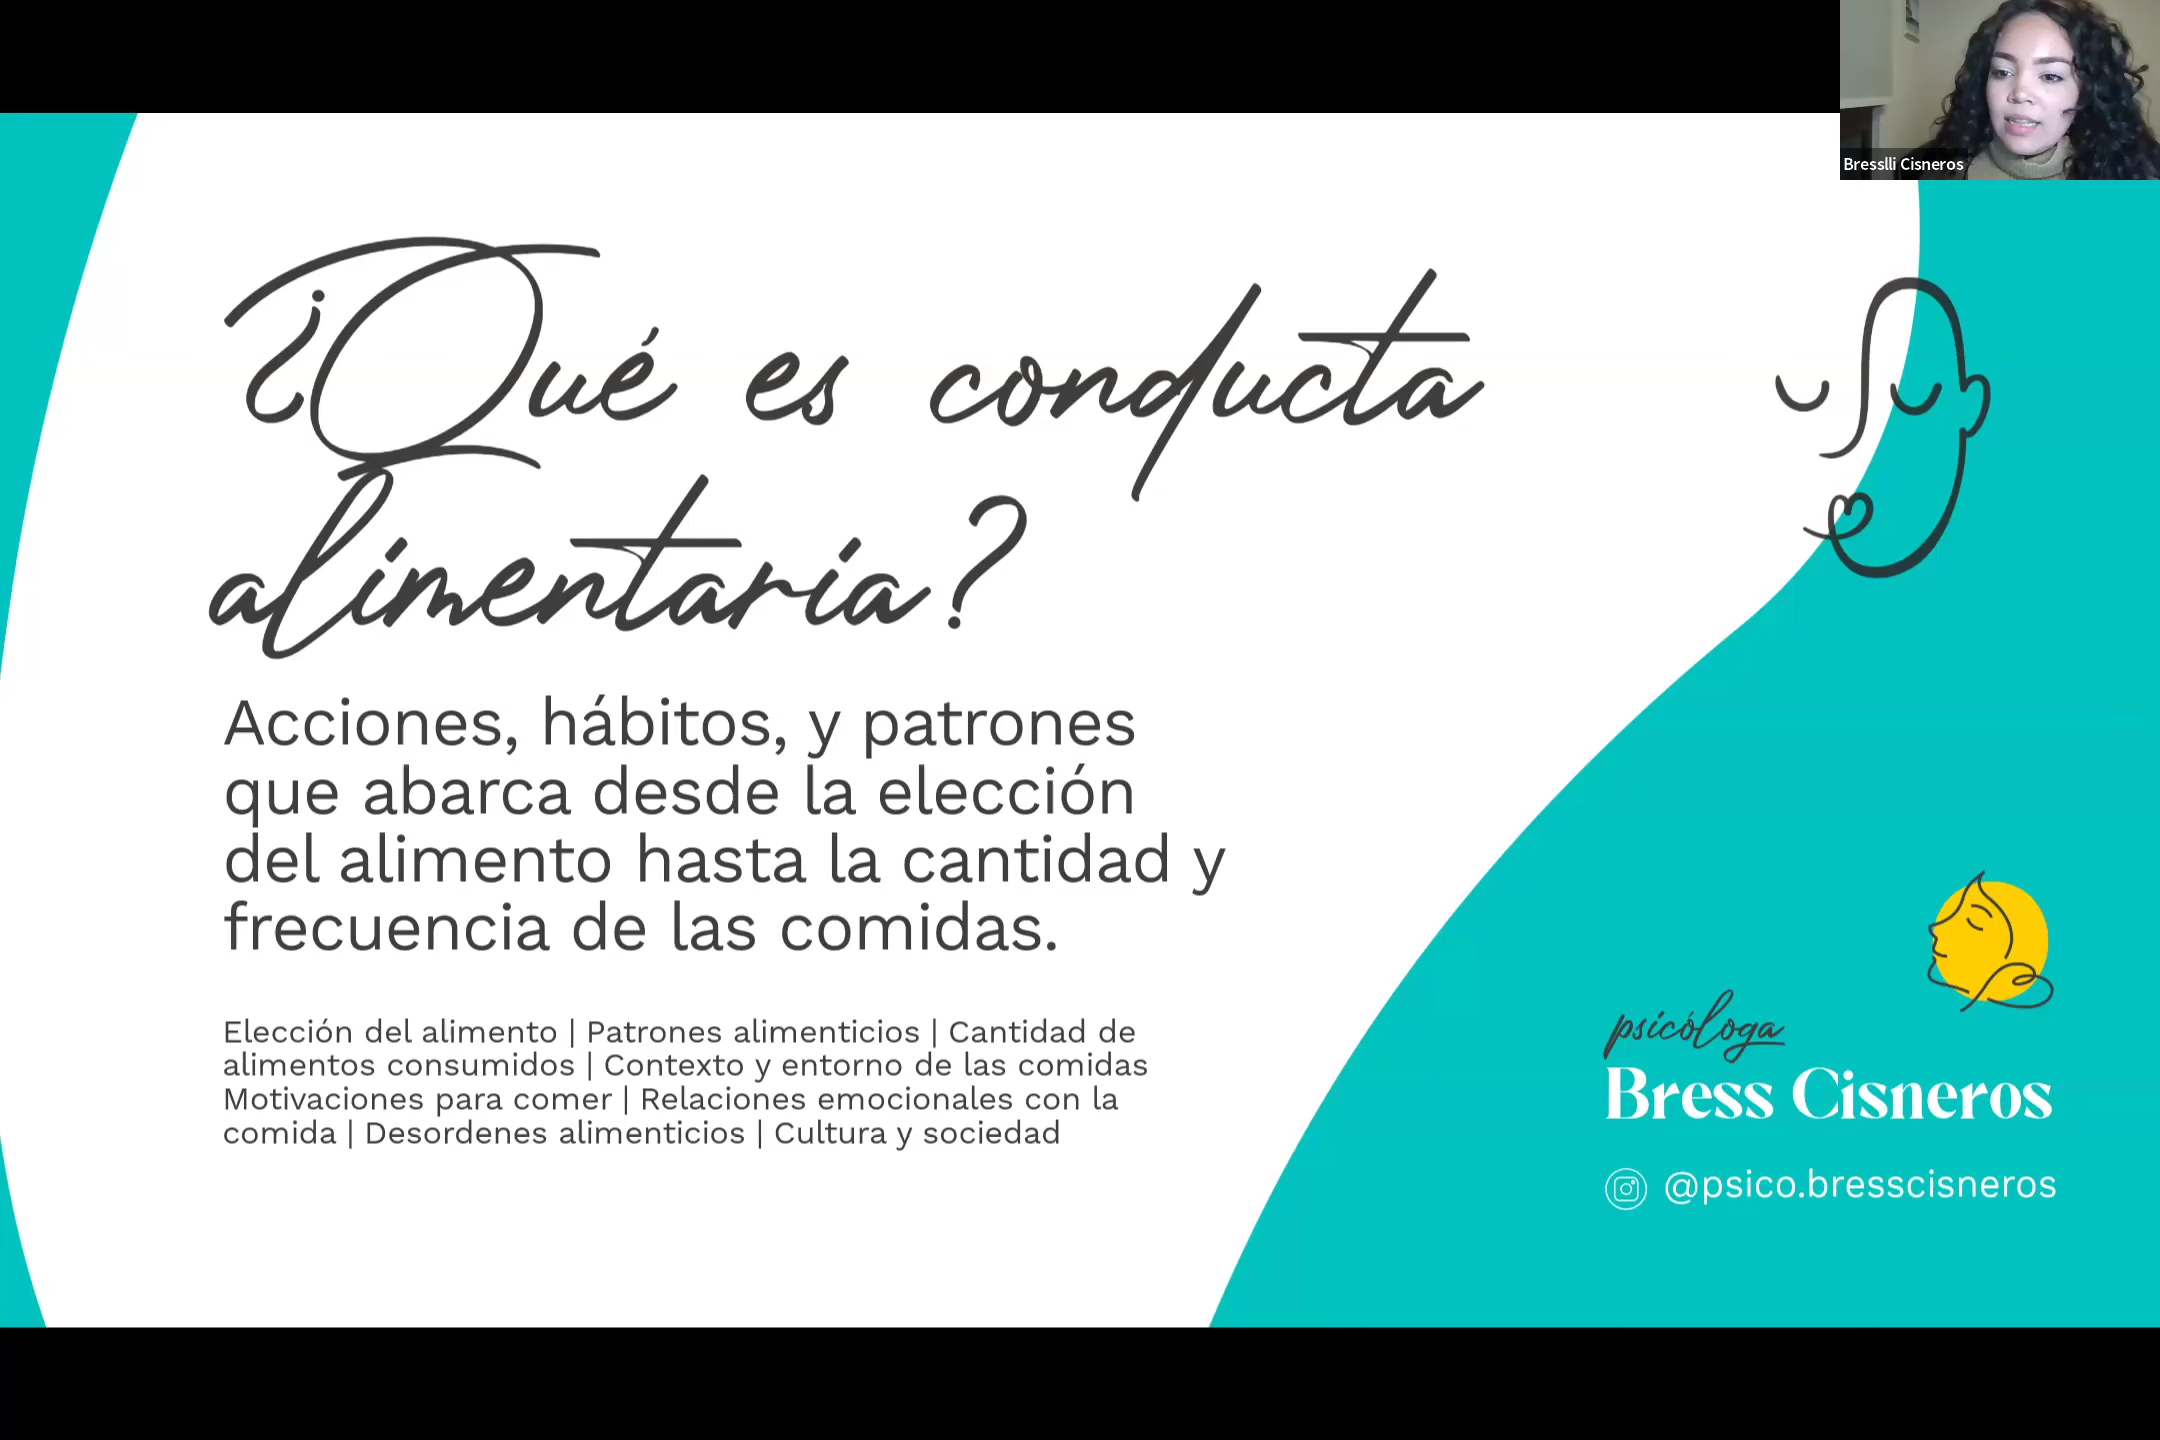 Bresslli Cisneros
¿Qué es conducta
alimentaria?
Acciones, hábitos, y patrones
que abarca desde la elección
del alimento hasta la cantidad y
frecuencia de las comidas.
Elección del alimento | Patrones alimenticios | Cantidad de
alimentos consumidos | Contexto y entorno de las comidas
Motivaciones para comer | Relaciones emocionales con la
comida | Desordenes alimenticios | Cultura y sociedad
psicóloga
Bress Cisneros
@psico.bresscisneros